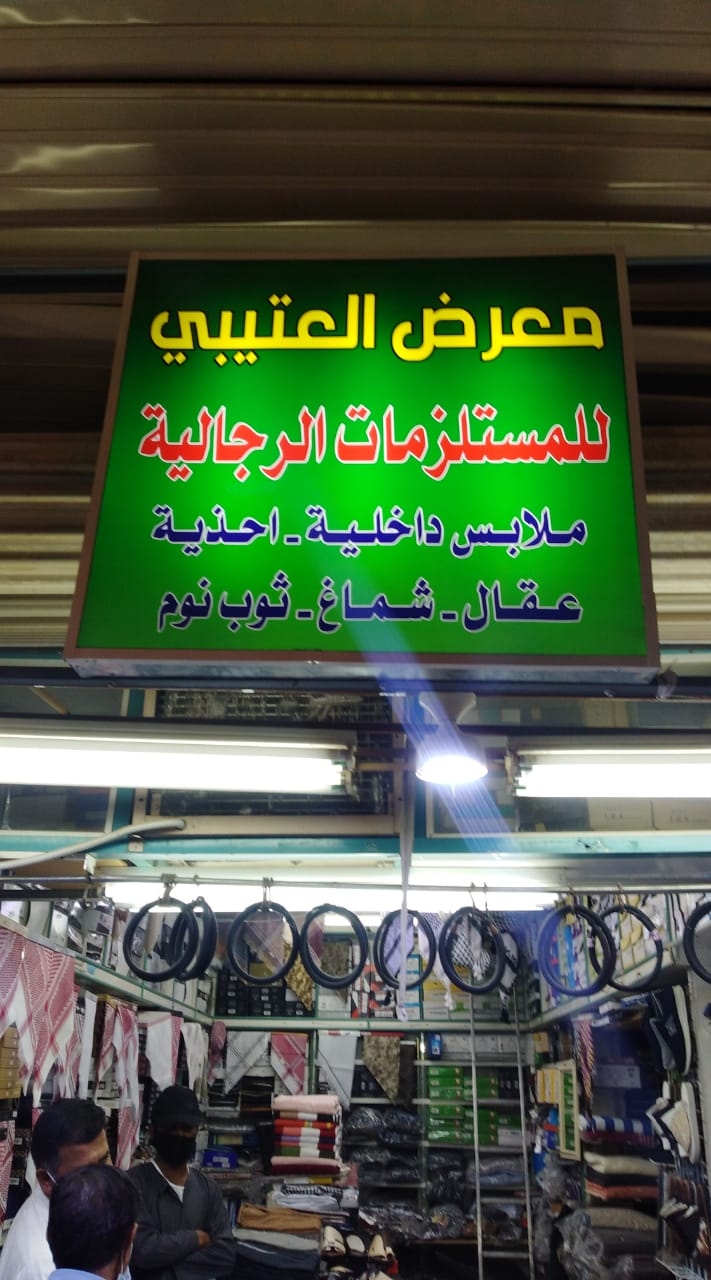 معرض العتيبي
للمستلزمات الرجالية
ملابس داخلية - احذية
عقال - شماغ - ثوب نوم